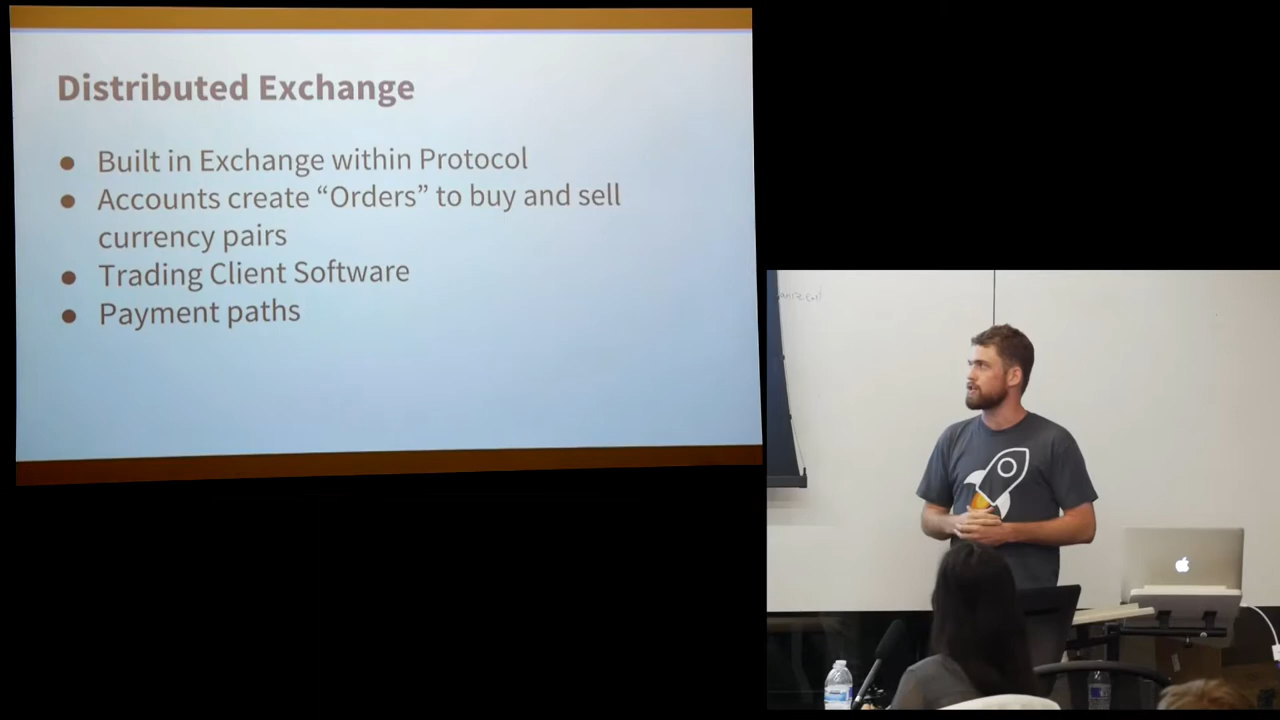 Distributed Exchange
● Built in Exchange within Protocol
● Accounts create “Orders” to buy and sell
currency pairs
● Trading Client Software
● Payment paths